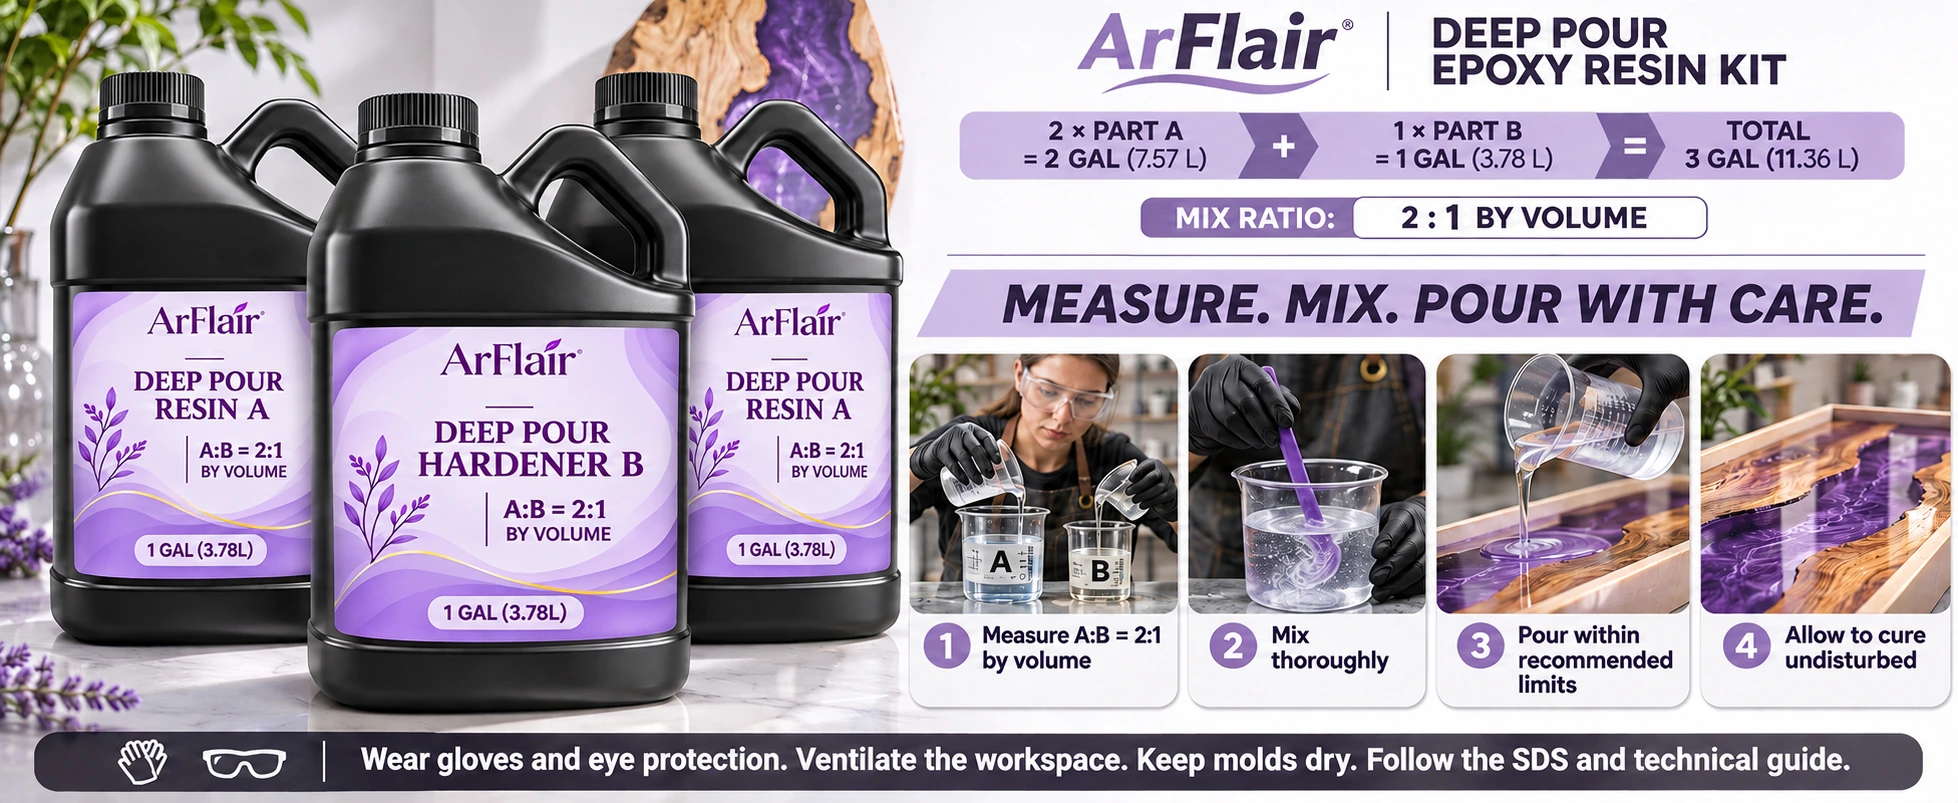 ArFlair
DEEP POUR
RESIN A
A:B = 2:1
BY VOLUME
1 GAL (3.78L)
ArFlair
DEEP POUR
HARDENER B
A:B = 2:1
BY VOLUME
1 GAL (3.78L)
ArFlair
DEEP POUR
RESIN A
A:B = 2:1
BY VOLUME
1 GAL (3.78L)
ArFlair®
DEEP POUR
EPOXY RESIN KIT
2 × PART A
= 2 GAL (7.57 L)
+
1 × PART B
= 1 GAL (3.78 L)
=
TOTAL
3 GAL (11.36 L)
MIX RATIO: 2 : 1 BY VOLUME
MEASURE. MIX. POUR WITH CARE.
A
B
1 Measure A:B = 2:1
by volume
2 Mix
thoroughly
3 Pour within
recommended
limits
4 Allow to cure
undisturbed
Wear gloves and eye protection. Ventilate the workspace. Keep molds dry. Follow the SDS and technical guide.